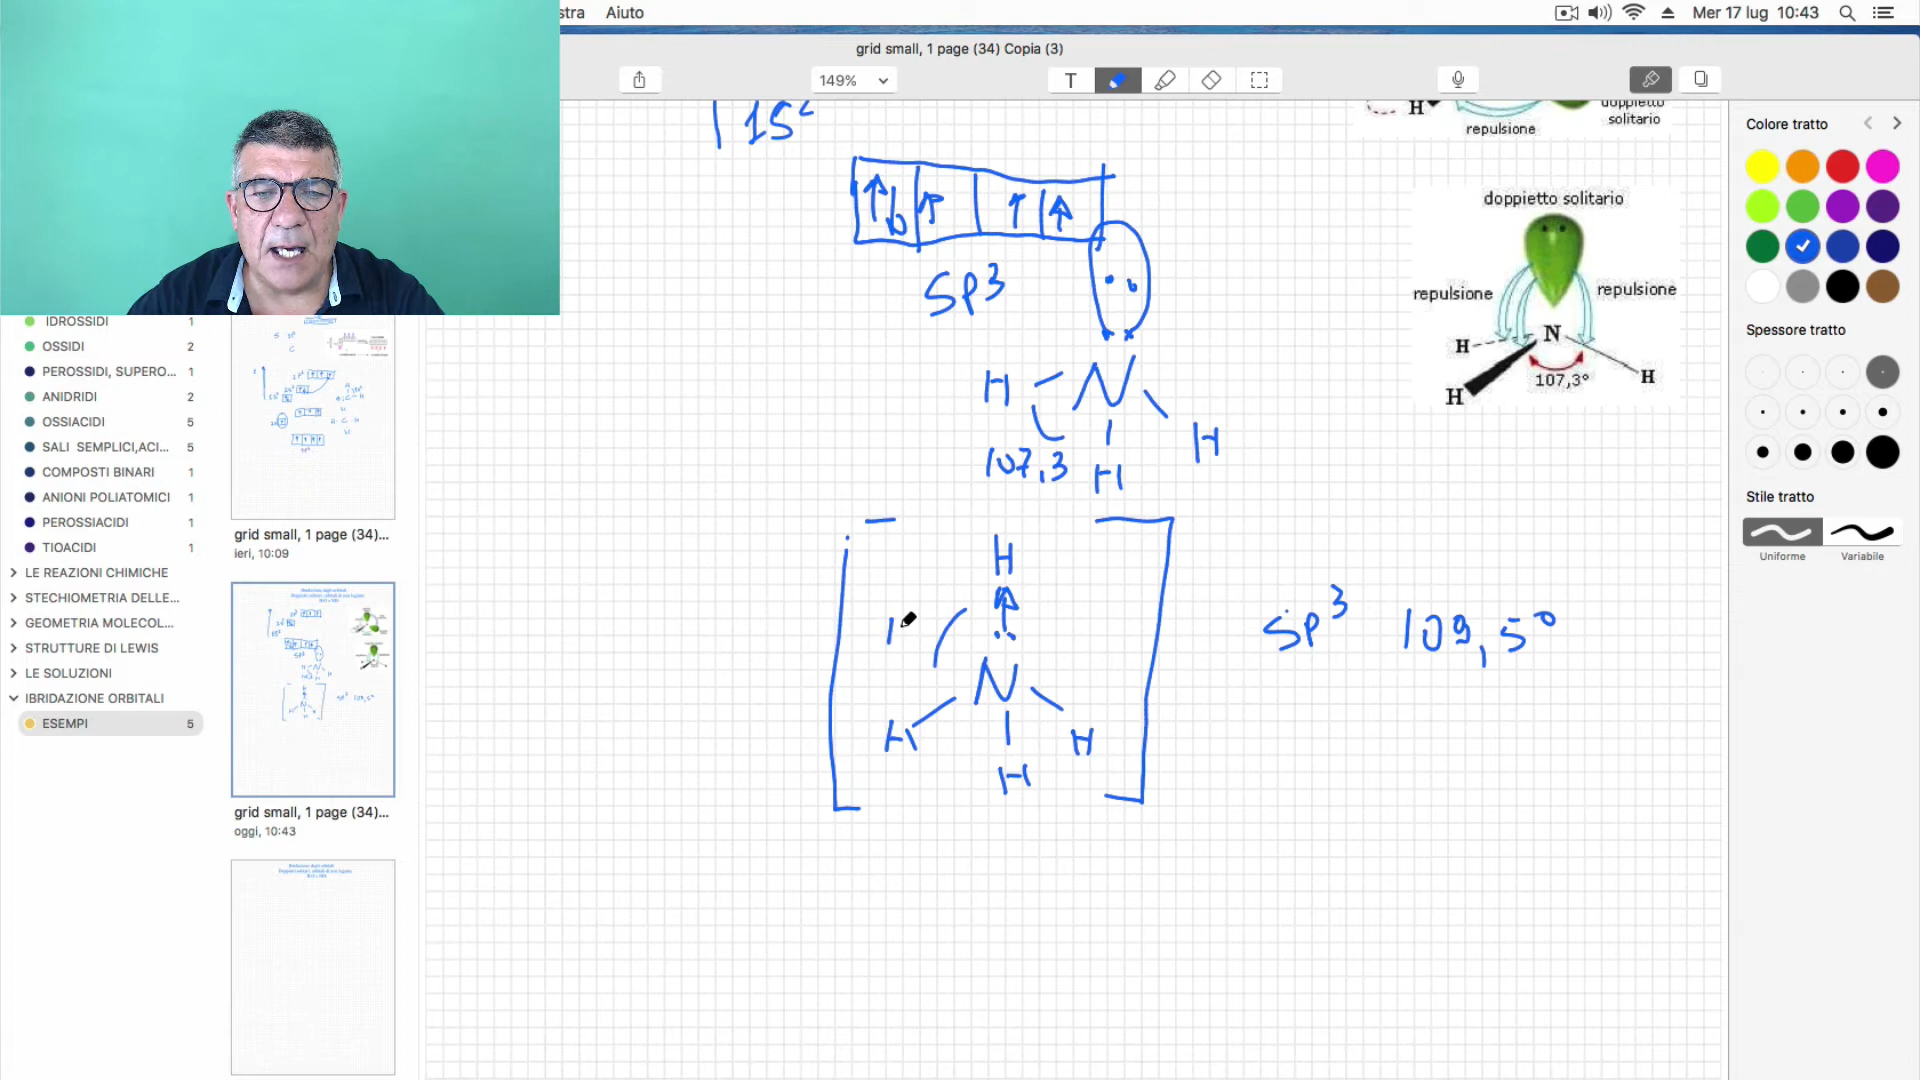 stra Aiuto
Mer 17 lug 10:43
grid small, 1 page (34) Copia (3)
149%
T
IDROSSIDI 1
OSSIDI 2
PEROSSIDI, SUPERO... 1
ANIDRIDI 2
OSSIACIDI 5
SALI SEMPLICI,ACI... 5
COMPOSTI BINARI 1
ANIONI POLIATOMICI 1
PEROSSIACIDI 1
TIOACIDI 1
LE REAZIONI CHIMICHE
STECHIOMETRIA DELLE...
GEOMETRIA MOLECOL...
STRUTTURE DI LEWIS
LE SOLUZIONI
IBRIDAZIONE ORBITALI
ESEMPI 5
grid small, 1 page (34)...
ieri, 10:09
grid small, 1 page (34)...
oggi, 10:43
1S²
SP³
H N H
107,3 H
H
N
H H
H
SP³ 109,5°
H
repulsione
doppietto
solitario
doppietto solitario
repulsione
repulsione
H N
H
107,3°
H
Colore tratto
Spessore tratto
Stile tratto
Uniforme
Variabile